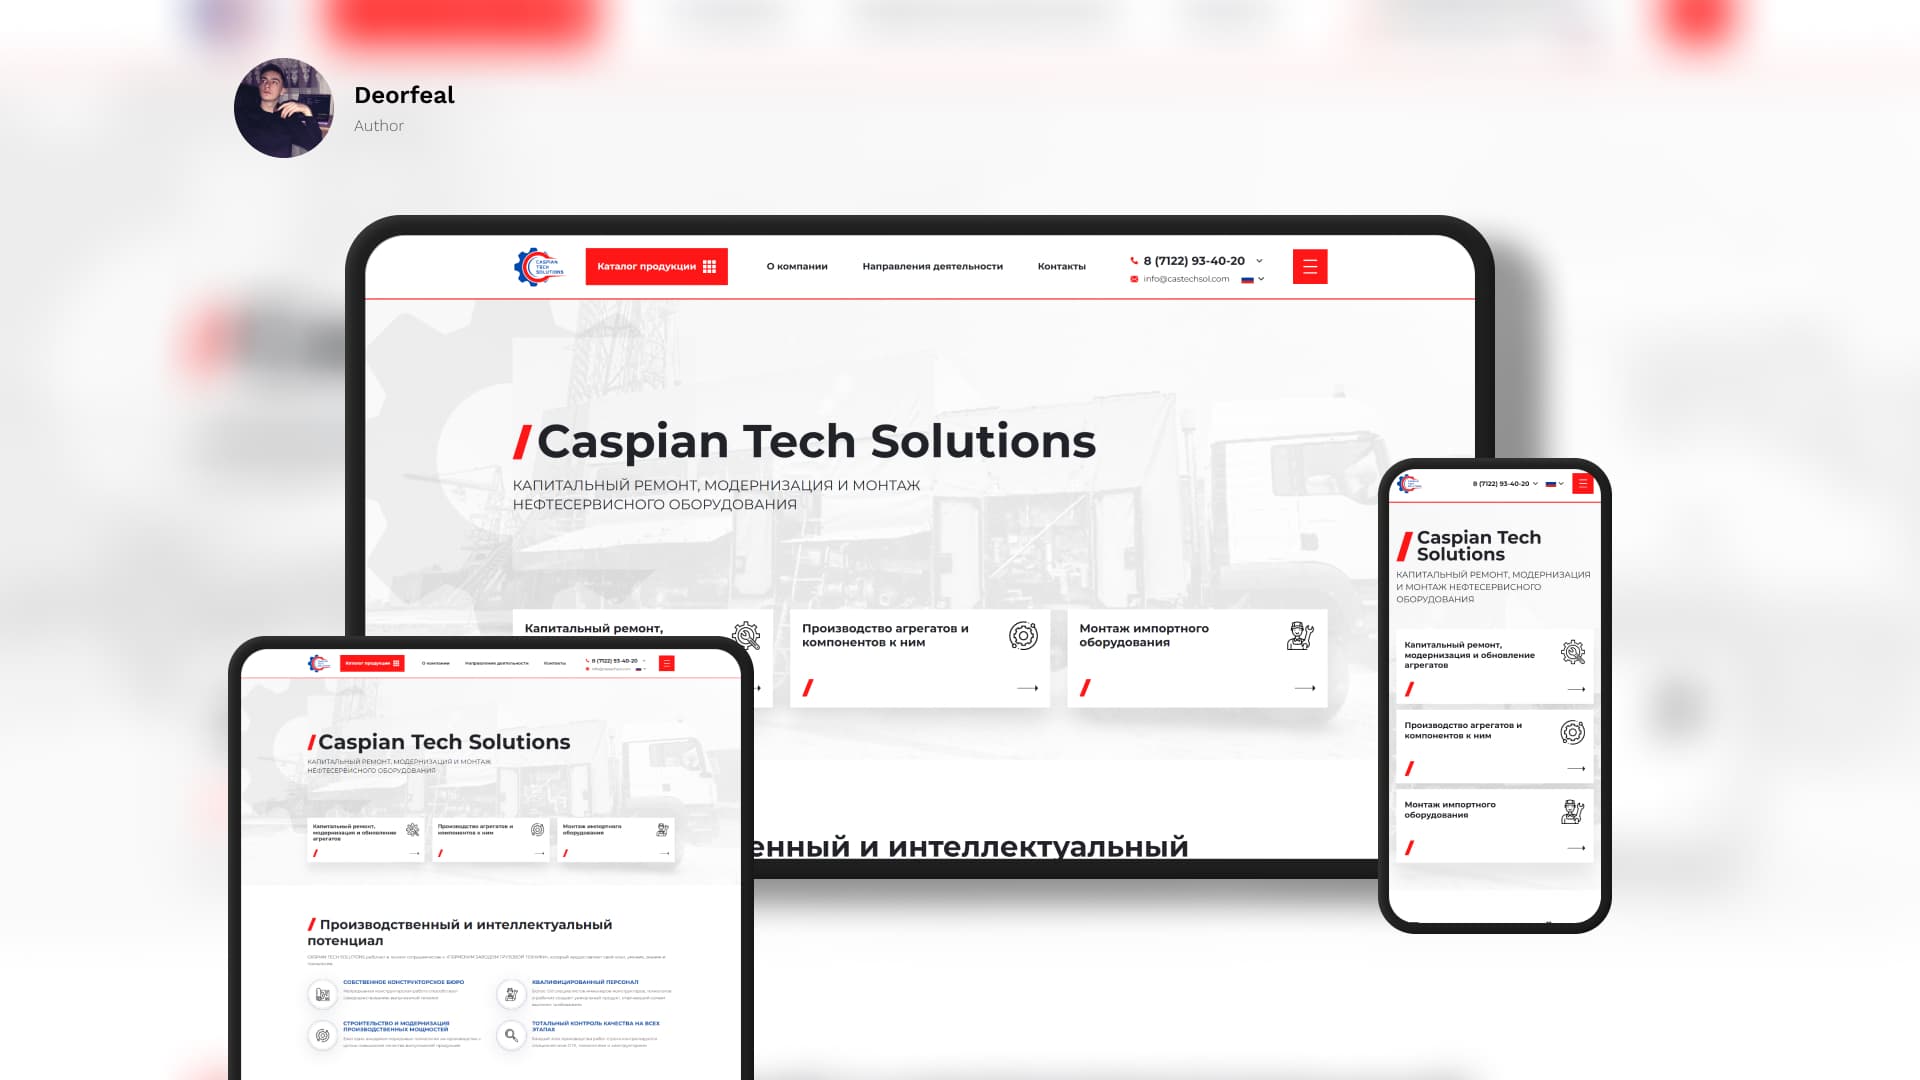 Deorfeal
Author
CASPIAN
TECH
SOLUTIONS
Каталог продукции
О компании
Направления деятельности
Контакты
8 (7122) 93-40-20
info@castechsol.com
Caspian Tech Solutions
КАПИТАЛЬНЫЙ РЕМОНТ, МОДЕРНИЗАЦИЯ И МОНТАЖ
НЕФТЕСЕРВИСНОГО ОБОРУДОВАНИЯ
Капитальный ремонт,
Производство агрегатов и
компонентов к ним
Монтаж импортного
оборудования
енный и интеллектуальный
8 (7122) 93-40-20
Caspian Tech
Solutions
КАПИТАЛЬНЫЙ РЕМОНТ, МОДЕРНИЗАЦИЯ
И МОНТАЖ НЕФТЕСЕРВИСНОГО
ОБОРУДОВАНИЯ
Капитальный ремонт,
модернизация и обновление
агрегатов
Производство агрегатов и
компонентов к ним
Монтаж импортного
оборудования
Каталог продукции
О компании
Направления деятельности
Контакты
8 (7122) 93-40-20
info@castechsol.com
Caspian Tech Solutions
КАПИТАЛЬНЫЙ РЕМОНТ, МОДЕРНИЗАЦИЯ И МОНТАЖ
НЕФТЕСЕРВИСНОГО ОБОРУДОВАНИЯ
Капитальный ремонт,
модернизация и обновление
агрегатов
Производство агрегатов и
компонентов к ним
Монтаж импортного
оборудования
Производственный и интеллектуальный
потенциал
СОБСТВЕННОЕ КОНСТРУКТОРСКОЕ БЮРО
КВАЛИФИЦИРОВАННЫЙ ПЕРСОНАЛ
СТРОИТЕЛЬСТВО И МОДЕРНИЗАЦИЯ
ПРОИЗВОДСТВЕННЫХ МОЩНОСТЕЙ
ТОТАЛЬНЫЙ КОНТРОЛЬ КАЧЕСТВА НА ВСЕХ
ЭТАПАХ